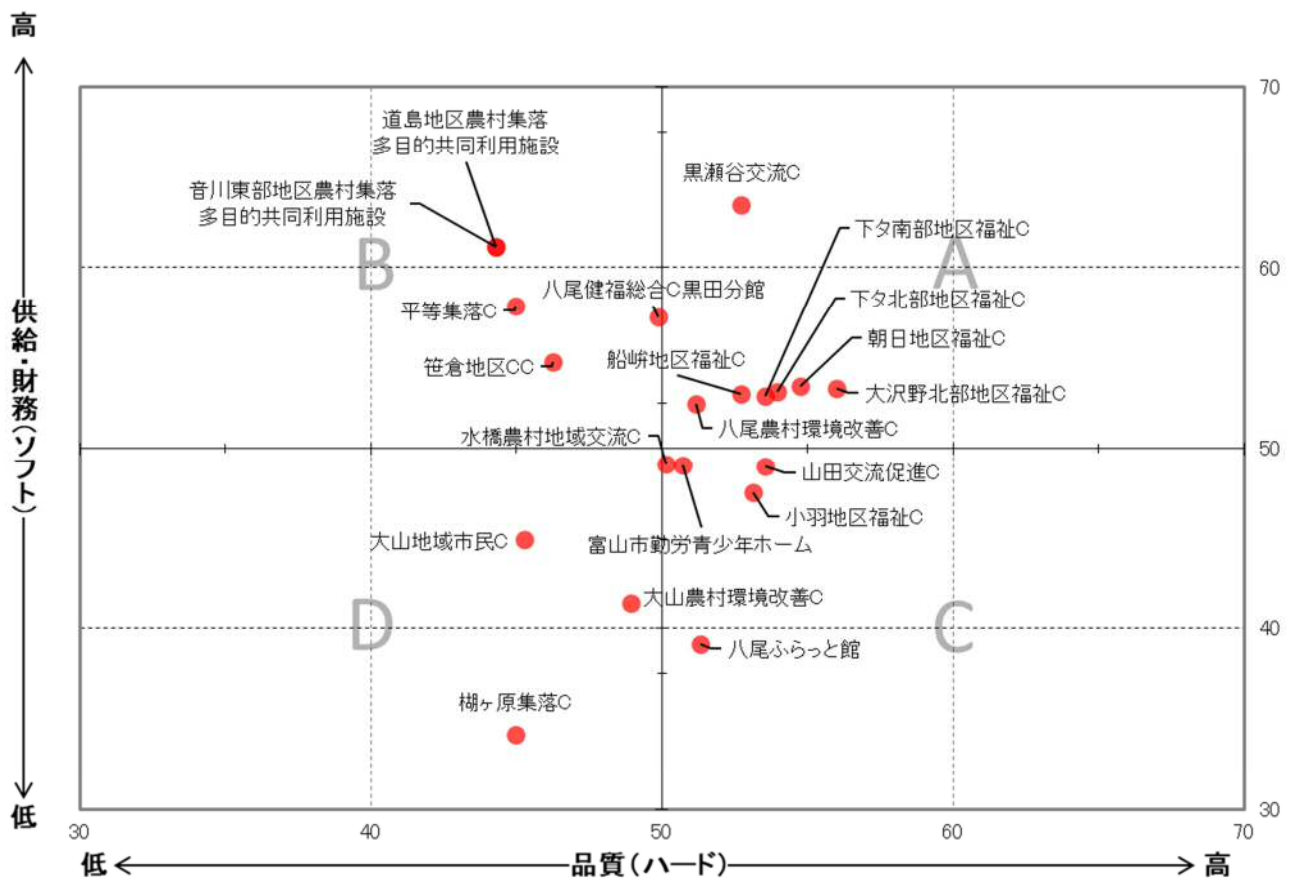 高
70
道島地区農村集落
多目的共同利用施設
黒瀬谷交流C
音川東部地区農村集落
多目的共同利用施設
下タ南部地区福祉C
B
A
60
八尾健福総合C黒田分館
下タ北部地区福祉C
平等集落C
朝日地区福祉C
船峅地区福祉C
笹倉地区CC
大沢野北部地区福祉C
八尾農村環境改善C
水橋農村地域交流C
50
山田交流促進C
小羽地区福祉C
大山地域市民C
富山市勤労青少年ホーム
大山農村環境改善C
D
C
40
八尾ふらっと館
楜ヶ原集落C
供給・財務(ソフト)
低
30
30
40
50
60
70
低
品質(ハード)
高